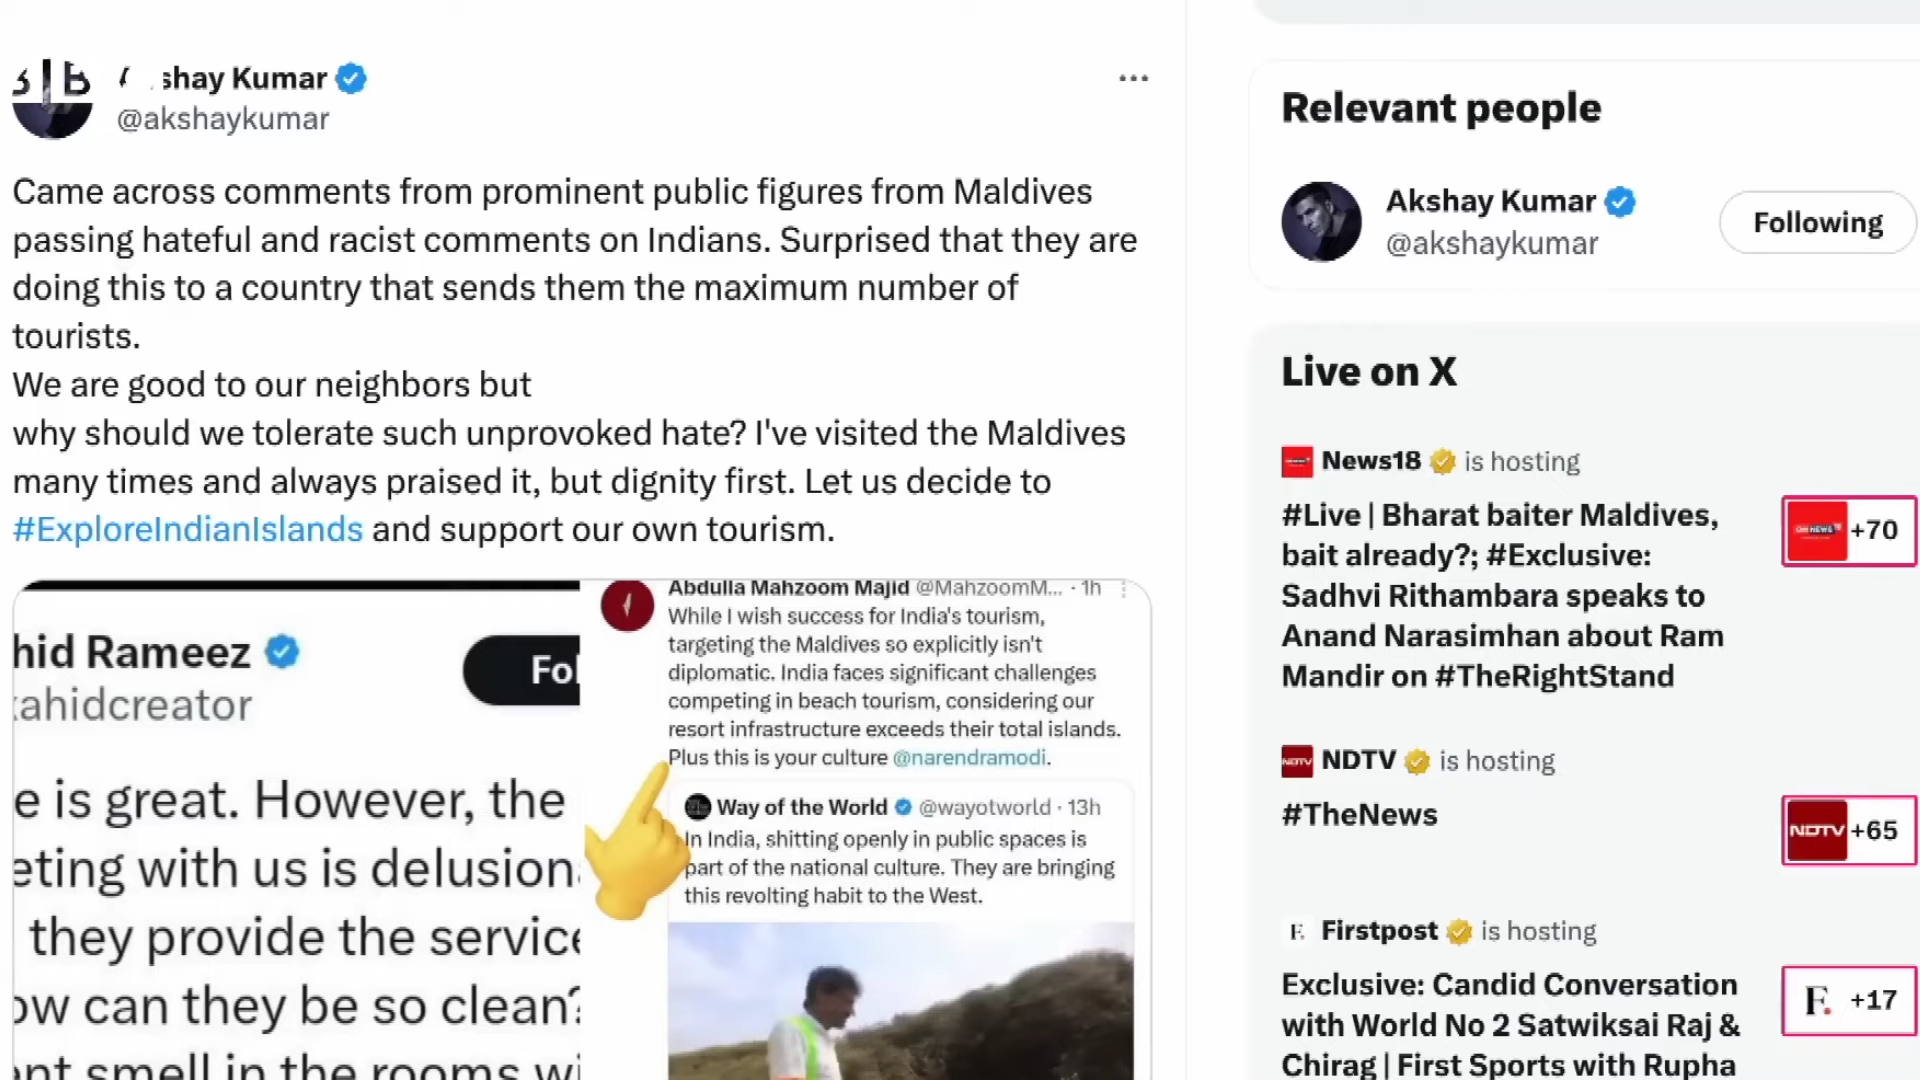 B
shay Kumar
@akshaykumar
Came across comments from prominent public figures from Maldives
passing hateful and racist comments on Indians. Surprised that they are
doing this to a country that sends them the maximum number of
tourists.
We are good to our neighbors but
why should we tolerate such unprovoked hate? I've visited the Maldives
many times and always praised it, but dignity first. Let us decide to
#ExploreIndianIslands and support our own tourism.
hid Rameez
Fol
ahidcreator
e is great. However, the
eting with us is delusion
they provide the service
ow can they be so clean?
ent smell in the rooms wi
Abdulla Mahzoom Majid @MahzoomM... · 1h
While I wish success for India's tourism,
targeting the Maldives so explicitly isn't
diplomatic. India faces significant challenges
competing in beach tourism, considering our
resort infrastructure exceeds their total islands.
Plus this is your culture @narendramodi.
Way of the World @wayotworld · 13h
In India, shitting openly in public spaces is
part of the national culture. They are bringing
this revolting habit to the West.
Relevant people
Akshay Kumar
@akshaykumar
Following
Live on X
News18 is hosting
#Live | Bharat baiter Maldives,
bait already?; #Exclusive:
Sadhvi Rithambara speaks to
Anand Narasimhan about Ram
Mandir on #TheRightStand
+70
NDTV NDTV is hosting
#TheNews
NDTV +65
F. Firstpost is hosting
Exclusive: Candid Conversation
with World No 2 Satwiksai Raj &
Chirag | First Sports with Rupha
F. +17